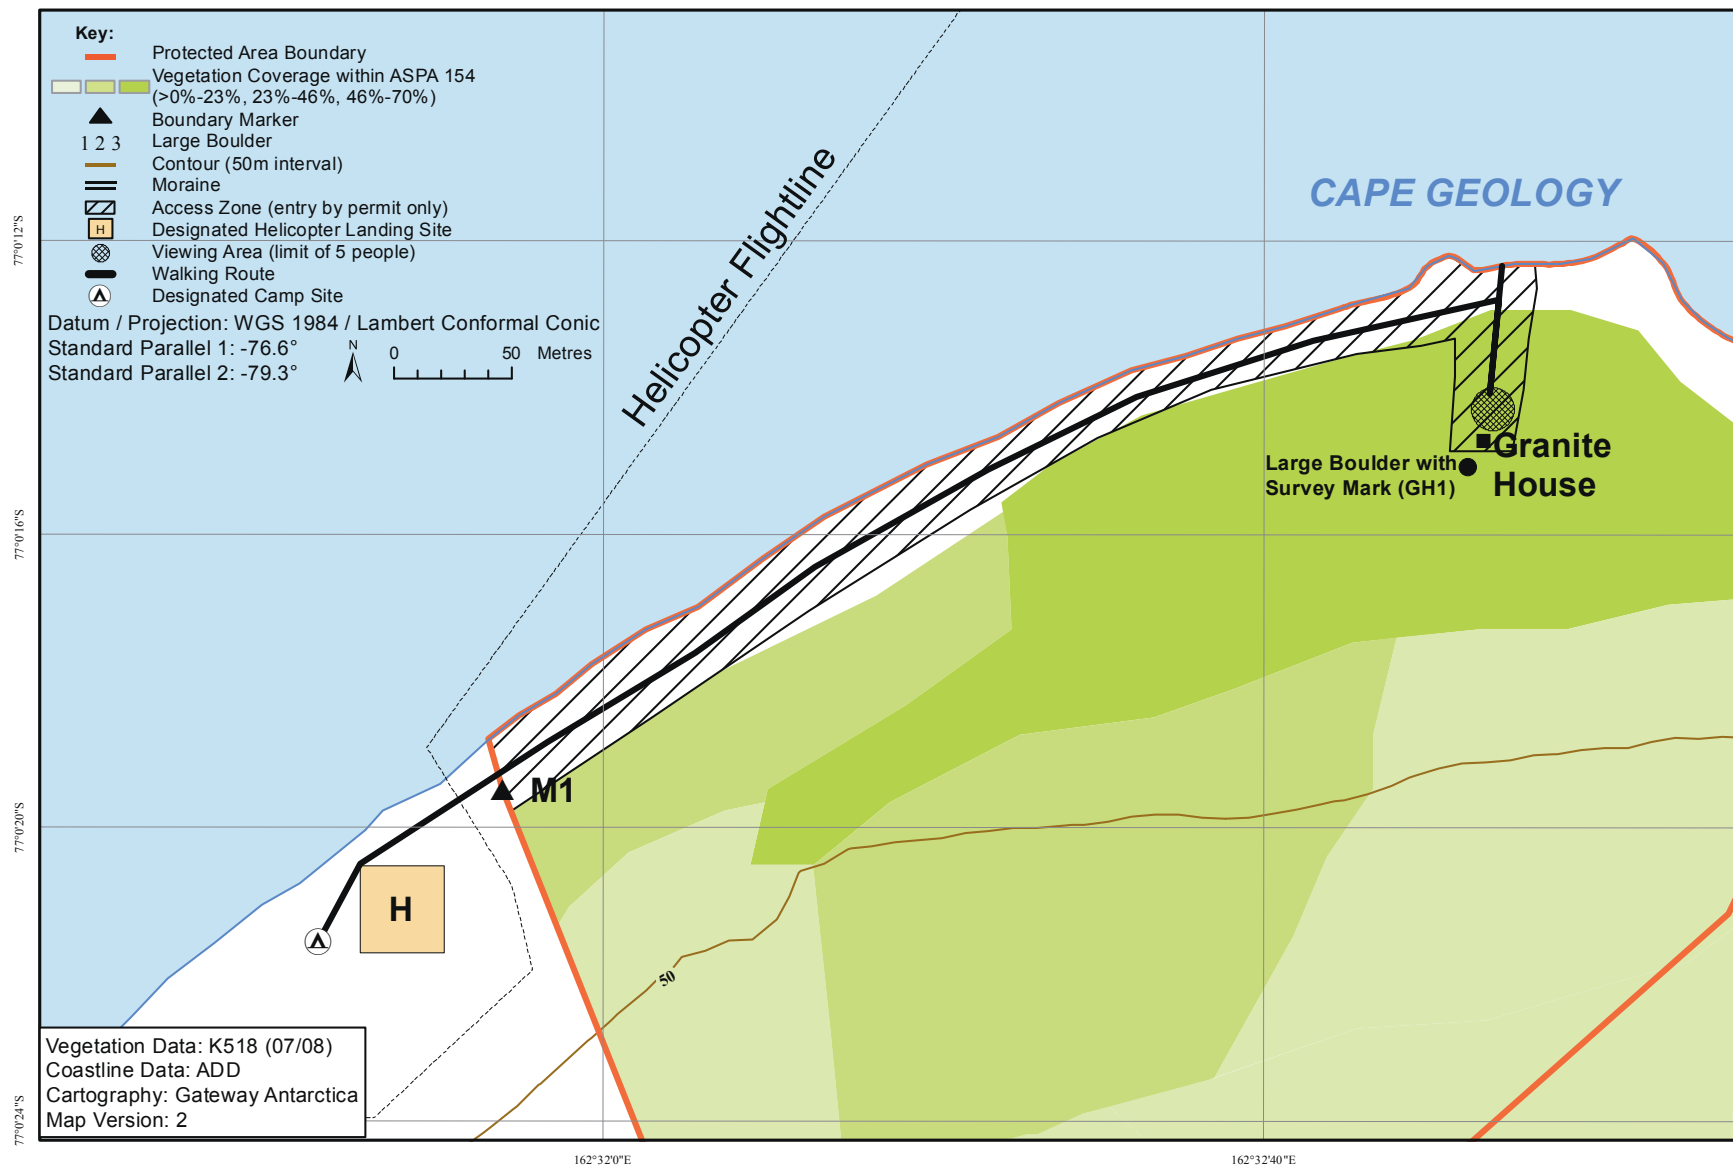 Key:
Protected Area Boundary
Vegetation Coverage within ASPA 154
(>0%-23%, 23%-46%, 46%-70%)
Boundary Marker
1 2 3 Large Boulder
Contour (50m interval)
Moraine
Access Zone (entry by permit only)
H Designated Helicopter Landing Site
Viewing Area (limit of 5 people)
Walking Route
Designated Camp Site
Datum / Projection: WGS 1984 / Lambert Conformal Conic
Standard Parallel 1: -76.6°
Standard Parallel 2: -79.3°
N
0 50 Metres
Helicopter Flightline
CAPE GEOLOGY
Granite
House
Large Boulder with
Survey Mark (GH1)
M1
H
50
Vegetation Data: K518 (07/08)
Coastline Data: ADD
Cartography: Gateway Antarctica
Map Version: 2
77°0'12"S
77°0'16"S
77°0'20"S
77°0'24"S
162°32'0"E
162°32'40"E